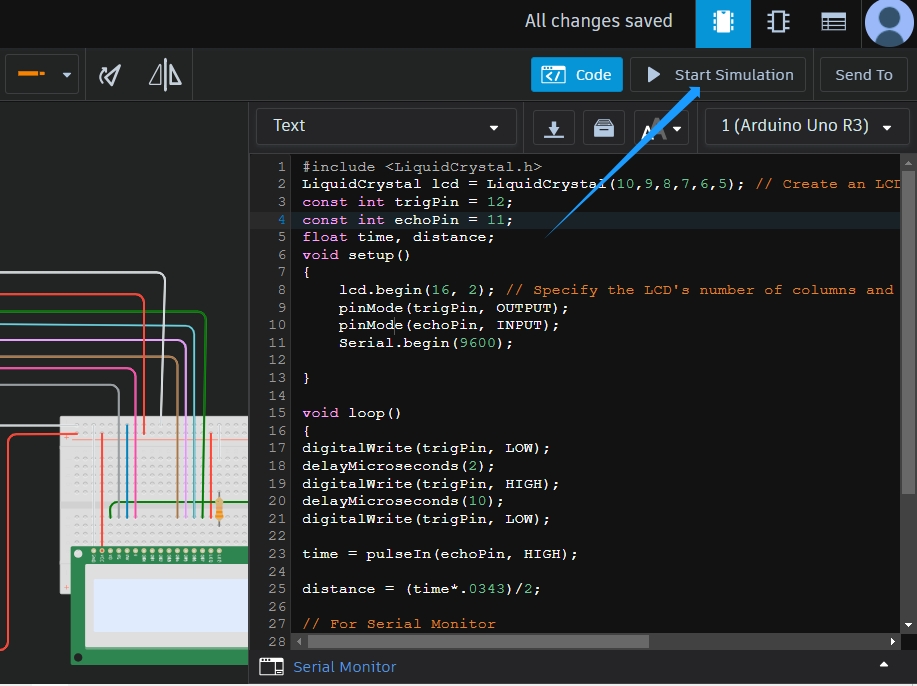 All changes saved
Code
Start Simulation
Send To
Text
1 (Arduino Uno R3)
1 #include <LiquidCrystal.h>
2 LiquidCrystal lcd = LiquidCrystal(10,9,8,7,6,5); // Create an LCD
3 const int trigPin = 12;
4 const int echoPin = 11;
5 float time, distance;
6 void setup()
7 {
8 lcd.begin(16, 2); // Specify the LCD's number of columns and
9 pinMode(trigPin, OUTPUT);
10 pinMode(echoPin, INPUT);
11 Serial.begin(9600);
12
13 }
14
15 void loop()
16 {
17 digitalWrite(trigPin, LOW);
18 delayMicroseconds(2);
19 digitalWrite(trigPin, HIGH);
20 delayMicroseconds(10);
21 digitalWrite(trigPin, LOW);
22
23 time = pulseIn(echoPin, HIGH);
24
25 distance = (time*.0343)/2;
26
27 // For Serial Monitor
28
Serial Monitor